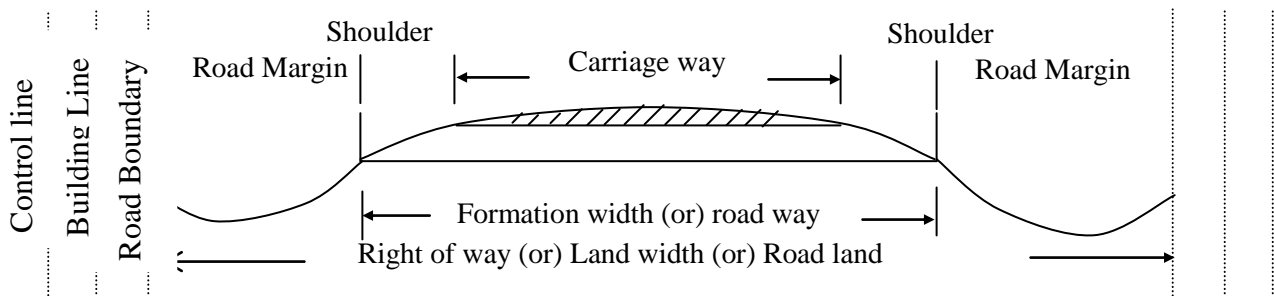 Control line
Building Line
Road Boundary
Shoulder
Shoulder
Road Margin
Carriage way
Road Margin
Formation width (or) road way
Right of way (or) Land width (or) Road land